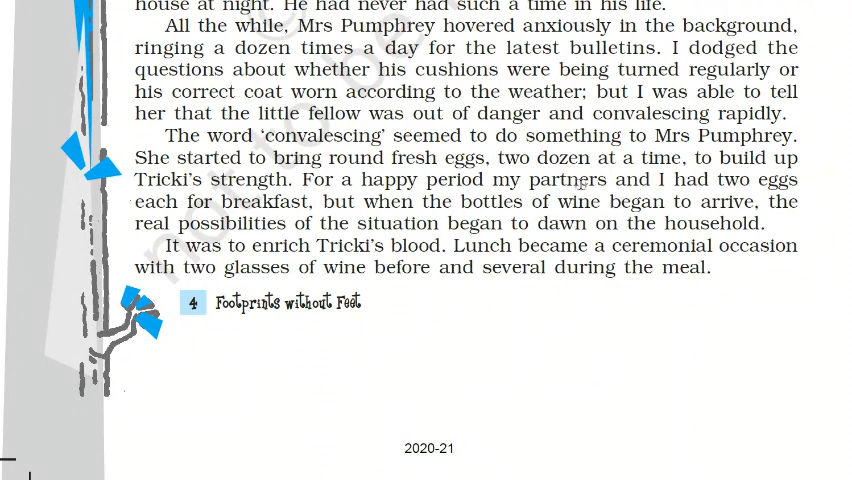 house at night. He had never had such a time in his life.
All the while, Mrs Pumphrey hovered anxiously in the background,
ringing a dozen times a day for the latest bulletins. I dodged the
questions about whether his cushions were being turned regularly or
his correct coat worn according to the weather; but I was able to tell
her that the little fellow was out of danger and convalescing rapidly.
The word ‘convalescing’ seemed to do something to Mrs Pumphrey.
She started to bring round fresh eggs, two dozen at a time, to build up
Tricki’s strength. For a happy period my partners and I had two eggs
each for breakfast, but when the bottles of wine began to arrive, the
real possibilities of the situation began to dawn on the household.
It was to enrich Tricki’s blood. Lunch became a ceremonial occasion
with two glasses of wine before and several during the meal.
4 Footprints without Feet
2020-21
not to be